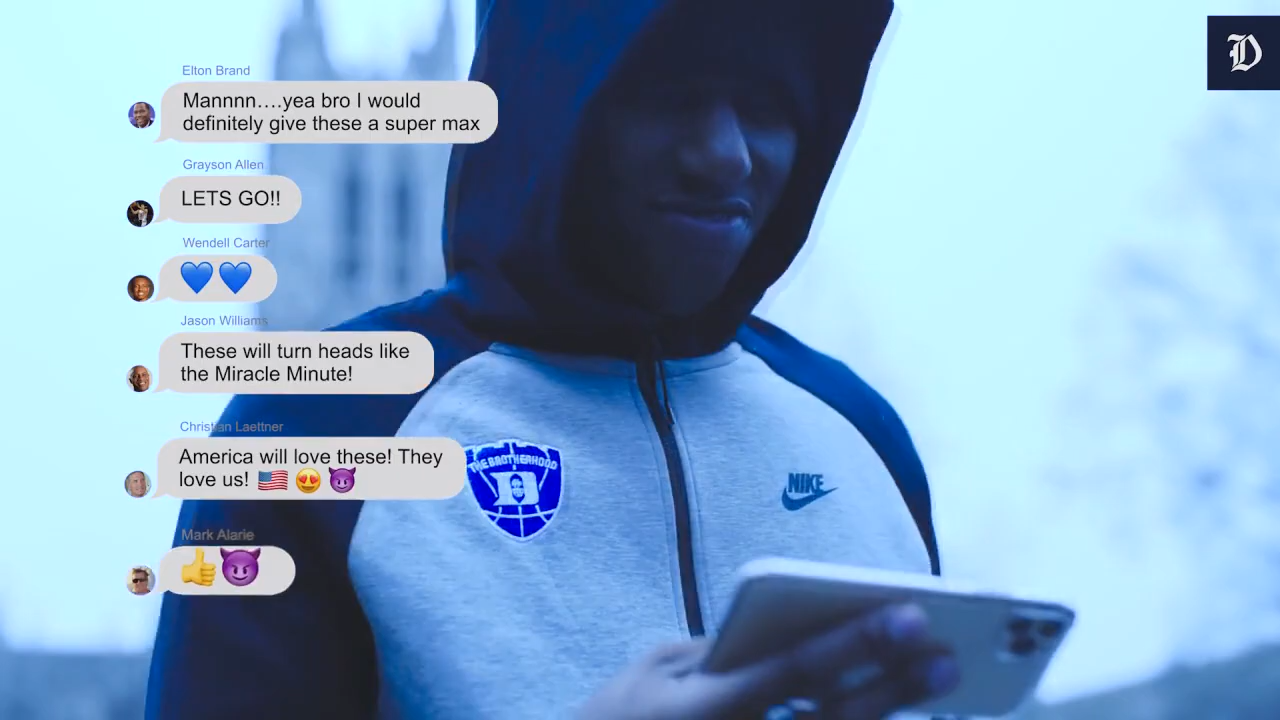 D
Elton Brand
Mannnn....yea bro I would
definitely give these a super max
Grayson Allen
LETS GO!!
Wendell Carter
💙💙
Jason Williams
These will turn heads like
the Miracle Minute!
Christian Laettner
America will love these! They
love us! 🇺🇸 😍 😈
Mark Alarie
👍😈
THE BROTHERHOOD
NIKE